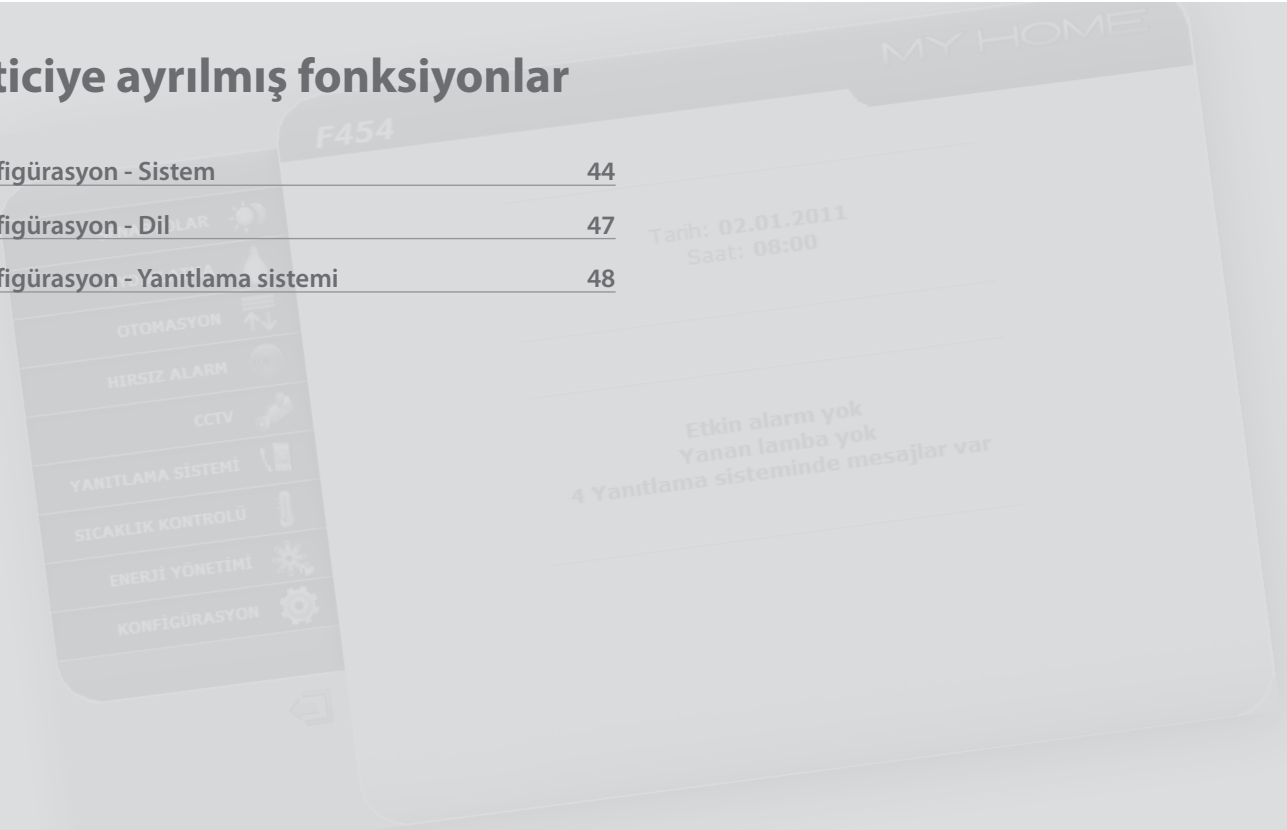 ticiye ayrılmış fonksiyonlar
figürasyon - Sistem 44
figürasyon - Dil 47
figürasyon - Yanıtlama sistemi 48
MY HOME
F454
Tarih: 02.01.2011
Saat: 08:00
OTOMASYON
HIRSIZ ALARM
CCTV
YANITLAMA SİSTEMİ
SICAKLIK KONTROLÜ
ENERJİ YÖNETİMİ
KONFİGÜRASYON
Etkin alarm yok
Yanan lamba yok
4 Yanıtlama sisteminde mesajlar var